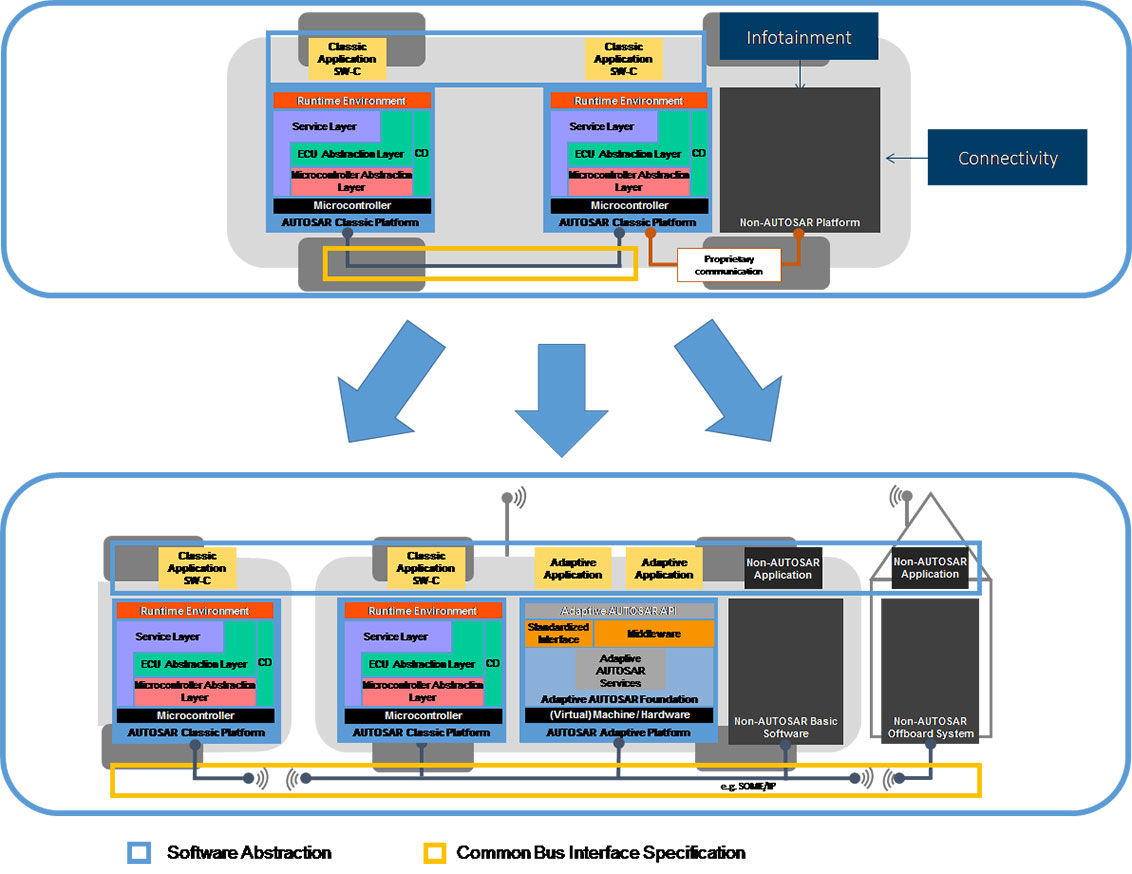 Infotainment
Classic
Application
SW-C
Classic
Application
SW-C
Runtime Environment
Service Layer
ECU Abstraction Layer
CD
Microcontroller Abstraction
Layer
Microcontroller
AUTOSAR Classic Platform
Runtime Environment
Service Layer
ECU Abstraction Layer
CD
Microcontroller Abstraction
Layer
Microcontroller
AUTOSAR Classic Platform
Connectivity
Non-AUTOSAR Platform
Proprietary
communication
Classic
Application
SW-C
Classic
Application
SW-C
Adaptive
Application
Adaptive
Application
Non-AUTOSAR
Application
Non-AUTOSAR
Application
Runtime Environment
Service Layer
ECU Abstraction Layer
CD
Microcontroller Abstraction
Layer
Microcontroller
AUTOSAR Classic Platform
Runtime Environment
Service Layer
ECU Abstraction Layer
CD
Microcontroller Abstraction
Layer
Microcontroller
AUTOSAR Classic Platform
Adaptive AUTOSAR API
Standardized
Interface
Middleware
Adaptive
AUTOSAR
Services
Adaptive AUTOSAR Foundation
(Virtual) Machine / Hardware
AUTOSAR Adaptive Platform
Non-AUTOSAR Basic
Software
Non-AUTOSAR
Offboard System
e.g. SOME/IP
Software Abstraction
Common Bus Interface Specification